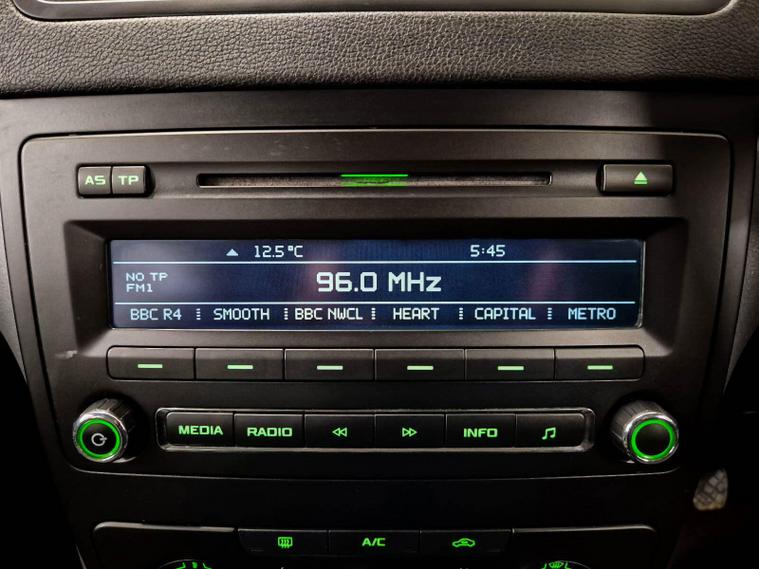 AS TP
12.5°C 5:45
NO TP
FM1
96.0 MHz
BBC R4 SMOOTH BBC NWCL HEART CAPITAL METRO
MEDIA RADIO INFO
A/C